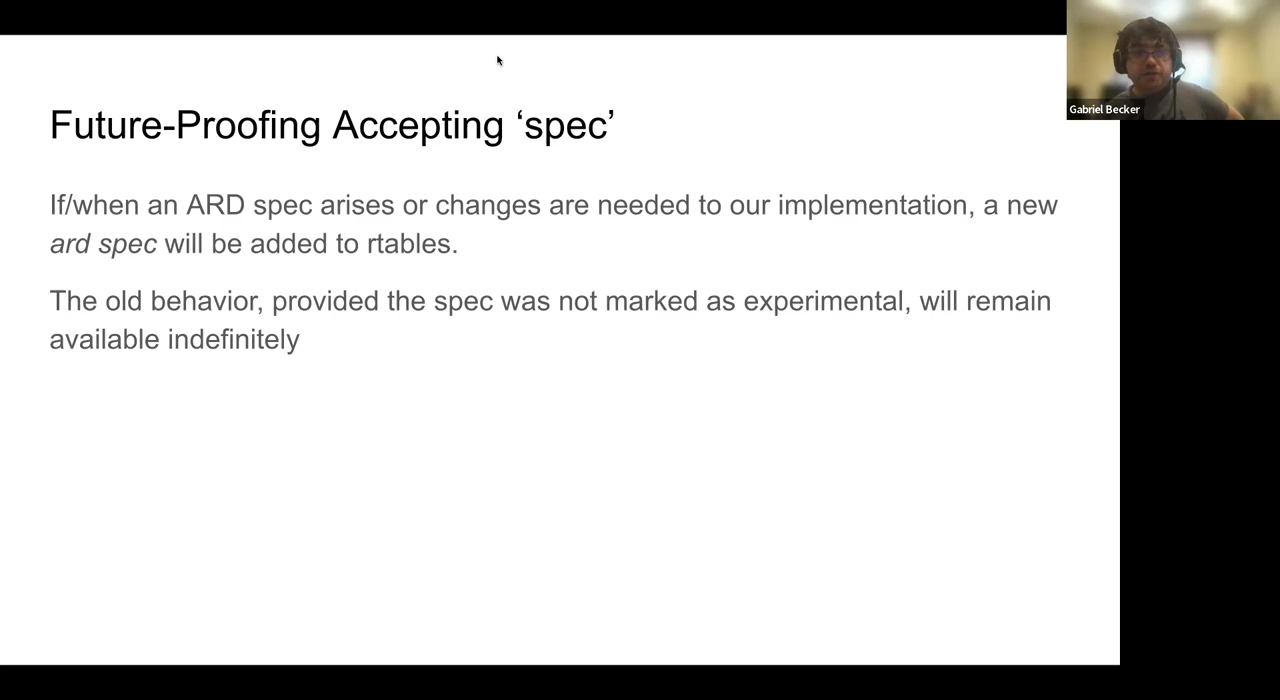 Future-Proofing Accepting ‘spec’
If/when an ARD spec arises or changes are needed to our implementation, a new
ard spec will be added to rtables.
The old behavior, provided the spec was not marked as experimental, will remain
available indefinitely
Gabriel Becker